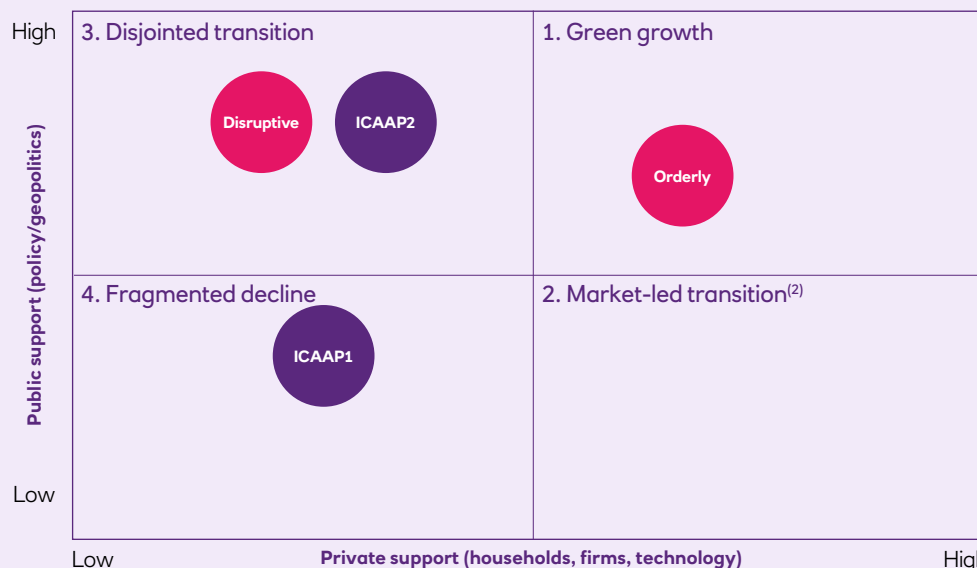 High
3. Disjointed transition
1. Green growth
Disruptive
ICAAP2
Orderly
Public support (policy/geopolitics)
4. Fragmented decline
2. Market-led transition(2)
ICAAP1
Low
Low
Private support (households, firms, technology)
High